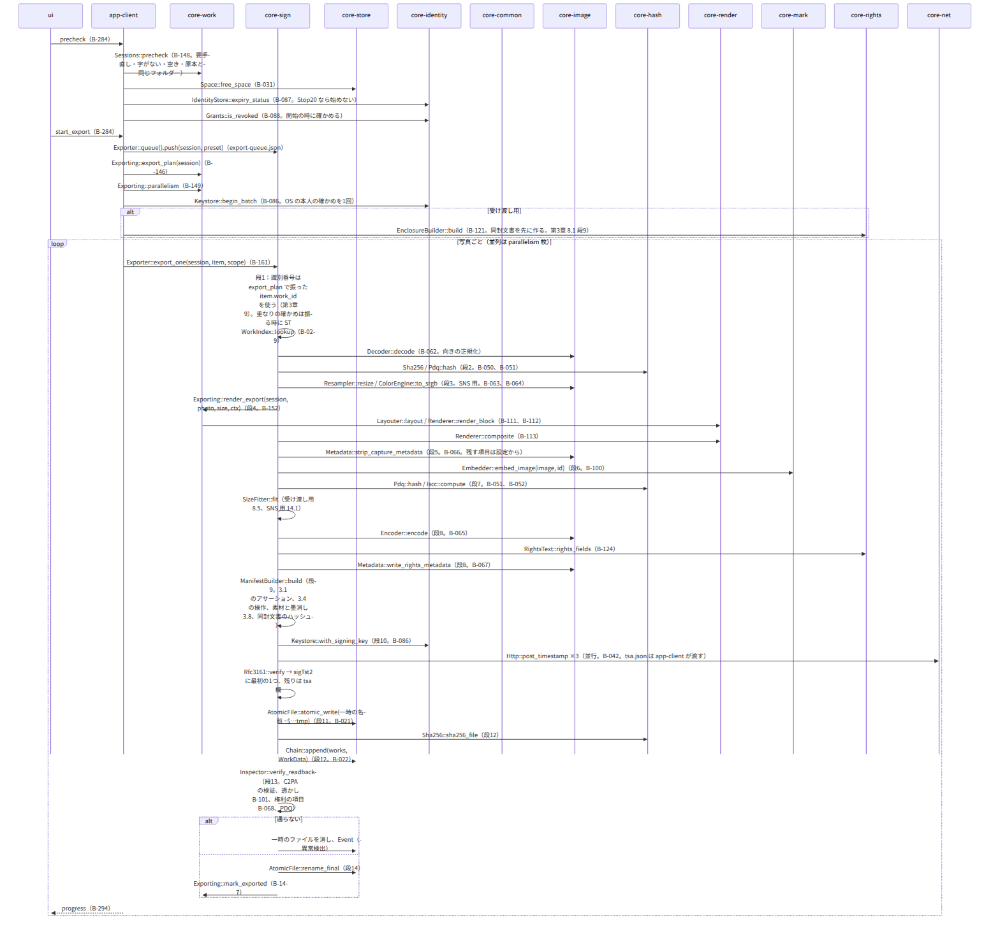 ui
app-client
core-work
core-sign
core-store
core-identity
core-common
core-image
core-hash
core-render
core-mark
core-rights
core-net
precheck（B-284）
Sessions::precheck（B-148。要手-
直し・字がない・空き・原本と-
同じフォルダー）
Space::free_space（B-031）
IdentityStore::expiry_status（B-087。Stop20 なら始めない）
Grants::is_revoked（B-088。開始の時に確かめる）
start_export（B-284）
Exporter::queue().push(session, preset)（export-queue.json）
Exporting::export_plan(session)（B-
-146）
Exporting::parallelism（B-149）
Keystore::begin_batch（B-086。OS の本人の確かめを1回）
alt
[受け渡し用]
EnclosureBuilder::build（B-121。同封文書を先に作る。第3章 8.1 段9）
loop
[写真ごと（並列は parallelism 枚）]
Exporter::export_one(session, item, scope)（B-161）
段1：識別番号は
export_plan で振った
item.work_id
を使う（第3章
9）。重なりの確かめは振-
る時に ST
WorkIndex::lookup（B-02-
9）
Decoder::decode（B-062。向きの正規化）
Sha256 / Pdq::hash（段2。B-050、B-051）
Resampler::resize / ColorEngine::to_srgb（段3。SNS 用。B-063、B-064）
Exporting::render_export(session,
photo, size, ctx)（段4。B-152）
Layouter::layout / Renderer::render_block（B-111、B-112）
Renderer::composite（B-113）
Metadata::strip_capture_metadata（段5。B-066。残す項目は設定から）
Embedder::embed_image(image, id)（段6。B-100）
Pdq::hash / Iscc::compute（段7。B-051、B-052）
SizeFitter::fit（受け渡し用
8.5、SNS 用 14.1）
Encoder::encode（段8。B-065）
RightsText::rights_fields（B-124）
Metadata::write_rights_metadata（段8。B-067）
ManifestBuilder::build（段-
9。3.1
のアサーション、3.4
の操作、素材と墨消し
3.8、同封文書のハッシュ-
）
Keystore::with_signing_key（段10。B-086）
Http::post_timestamp ×3（並行。B-042。tsa.json は app-client が渡す）
Rfc3161::verify → sigTst2
に最初の1つ、残りは tsa
欄
AtomicFile::atomic_write(一時の名-
前 ~$…tmp)（段11。B-021）
Sha256::sha256_file（段12）
Chain::append(works,
WorkData)（段12。B-022）
Inspector::verify_readback-
（段13。C2PA
の検証、透かし
B-101、権利の項目
B-068、PDQ）
alt
[通らない]
一時のファイルを消し、Event（-
異常検出）
AtomicFile::rename_final（段14）
Exporting::mark_exported（B-14-
7）
progress（B-294）